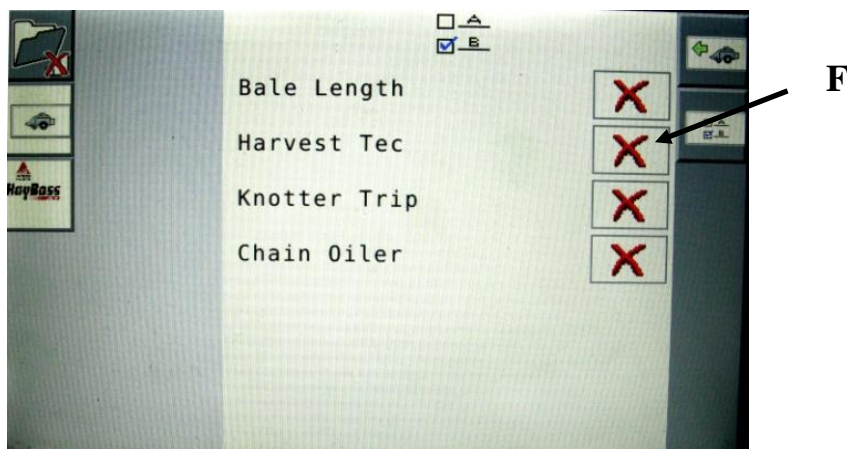 A
B
F
Bale Length
Harvest Tec
A
B
Knotter Trip
HayBoss
Chain Oiler